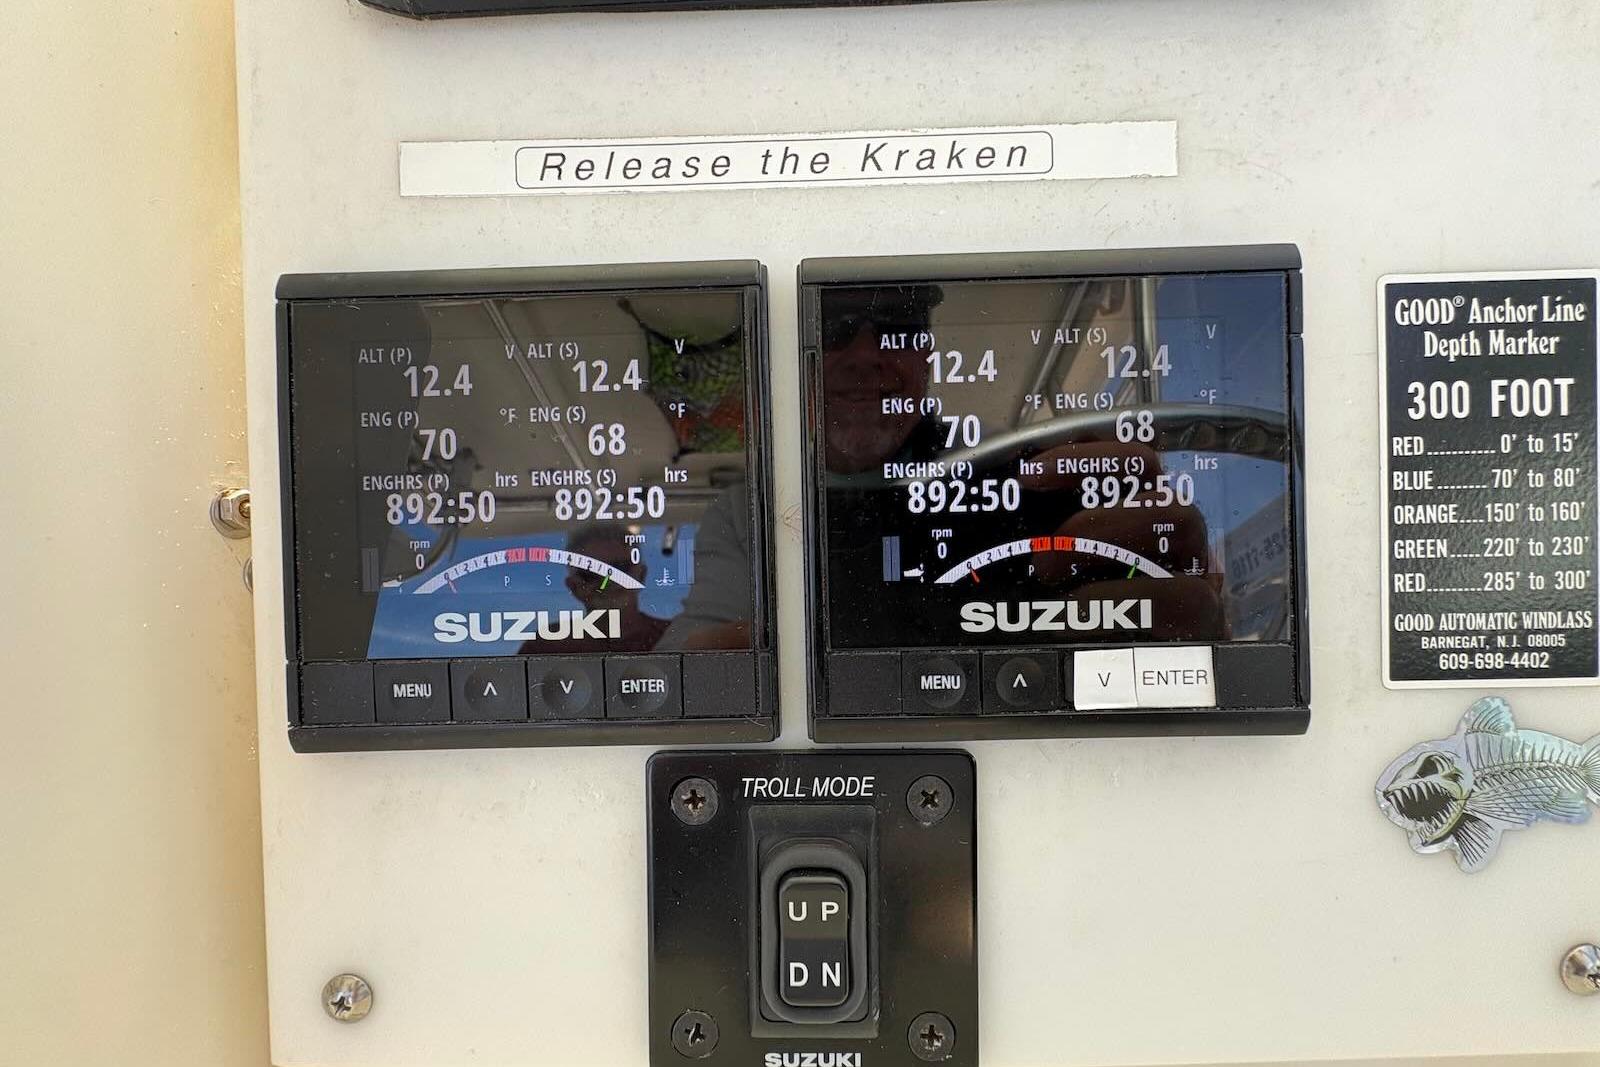 Release the Kraken
ALT (P) V ALT (S) V
12.4 12.4
ENG (P) °F ENG (S) °F
70 68
ENGHRS (P) hrs ENGHRS (S) hrs
892:50 892:50
rpm rpm
0 0
P S
SUZUKI
MENU ˄ ˅ ENTER
ALT (P) V ALT (S) V
12.4 12.4
ENG (P) °F ENG (S) °F
70 68
ENGHRS (P) hrs ENGHRS (S) hrs
892:50 892:50
rpm rpm
0 0
P S
SUZUKI
MENU ˄ ˅ ENTER
GOOD® Anchor Line
Depth Marker
300 FOOT
RED........... 0' to 15'
BLUE........ 70' to 80'
ORANGE....150' to 160'
GREEN.....220' to 230'
RED..........285' to 300'
GOOD AUTOMATIC WINDLASS
BARNEGAT, N.J. 08005
609-698-4402
TROLL MODE
UP
DN
SUZUKI